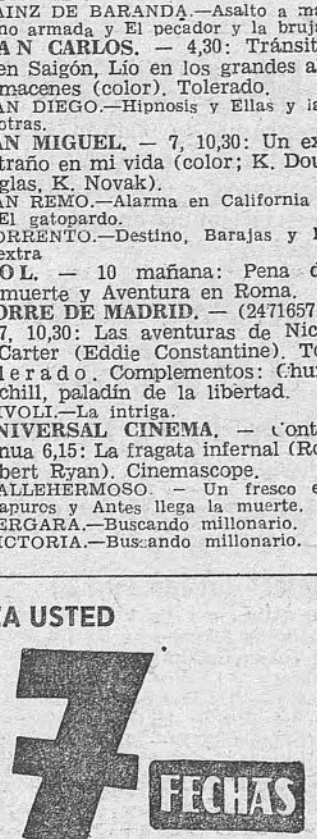 AINZ DE BARANDA.—Asalto a ma
no armada y El pecador y la bruja
AN CARLOS. — 4,30: Tránsit
en Saigón, Lío en los grandes a
macenes (color). Tolerado.
AN DIEGO.—Hipnosis y Ellas y la
otras.
AN MIGUEL. — 7, 10,30: Un ex
traño en mi vida (color; K. Dou
glas, K. Novak).
AN REMO.—Alarma en California
El gatopardo.
ORRENTO.—Destino, Barajas y
extra
OL. — 10 mañana: Pena d
muerte y Aventura en Roma.
ORRE DE MADRID. — (2471657
7, 10,30: Las aventuras de Nic
Carter (Eddie Constantine). To
lerado. Complementos: Chur
chill, paladín de la libertad.
IVOLI.—La intriga.
NIVERSAL CINEMA. — Cont
nua 6,15: La fragata infernal (Ro
bert Ryan). Cinemascope.
ALLEHERMOSO. — Un fresco e
apuros y Antes llega la muerte.
ERGARA.—Buscando millonario.
ICTORIA.—Buscando millonario.
EA USTED
7
FECHAS